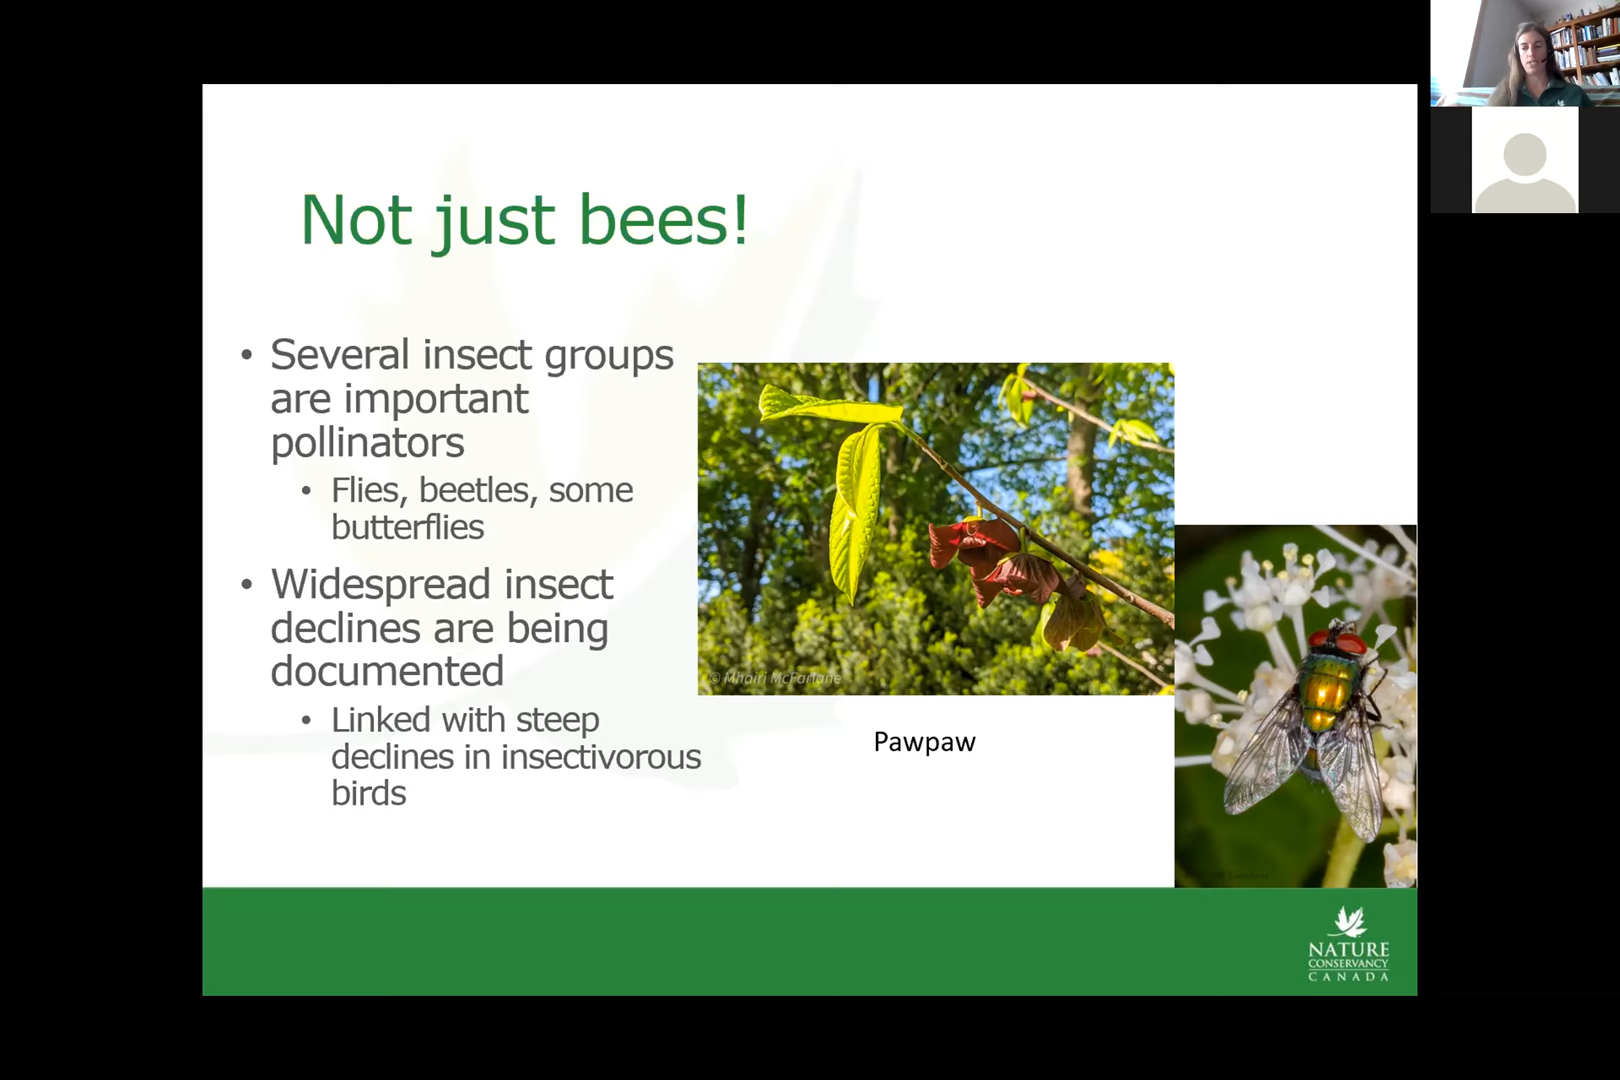 Not just bees!
• Several insect groups
are important
pollinators
• Flies, beetles, some
butterflies
• Widespread insect
declines are being
documented
• Linked with steep
declines in insectivorous
birds
© Mhairi McFarlane
Pawpaw
NATURE
CONSERVANCY
CANADA